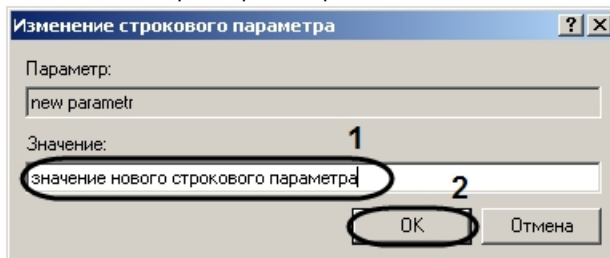 Изменение строкового параметра ? ×
Параметр:
new parametr
Значение:
1
значение нового строкового параметра
2
OK Отмена